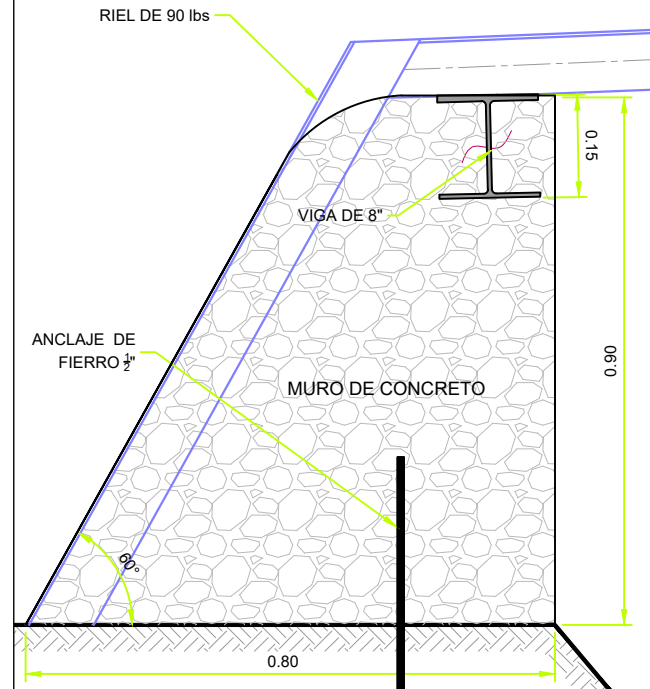 RIEL DE 90 lbs
0.15
VIGA DE 8"
ANCLAJE DE
FIERRO ½"
0.90
MURO DE CONCRETO
60°
0.80